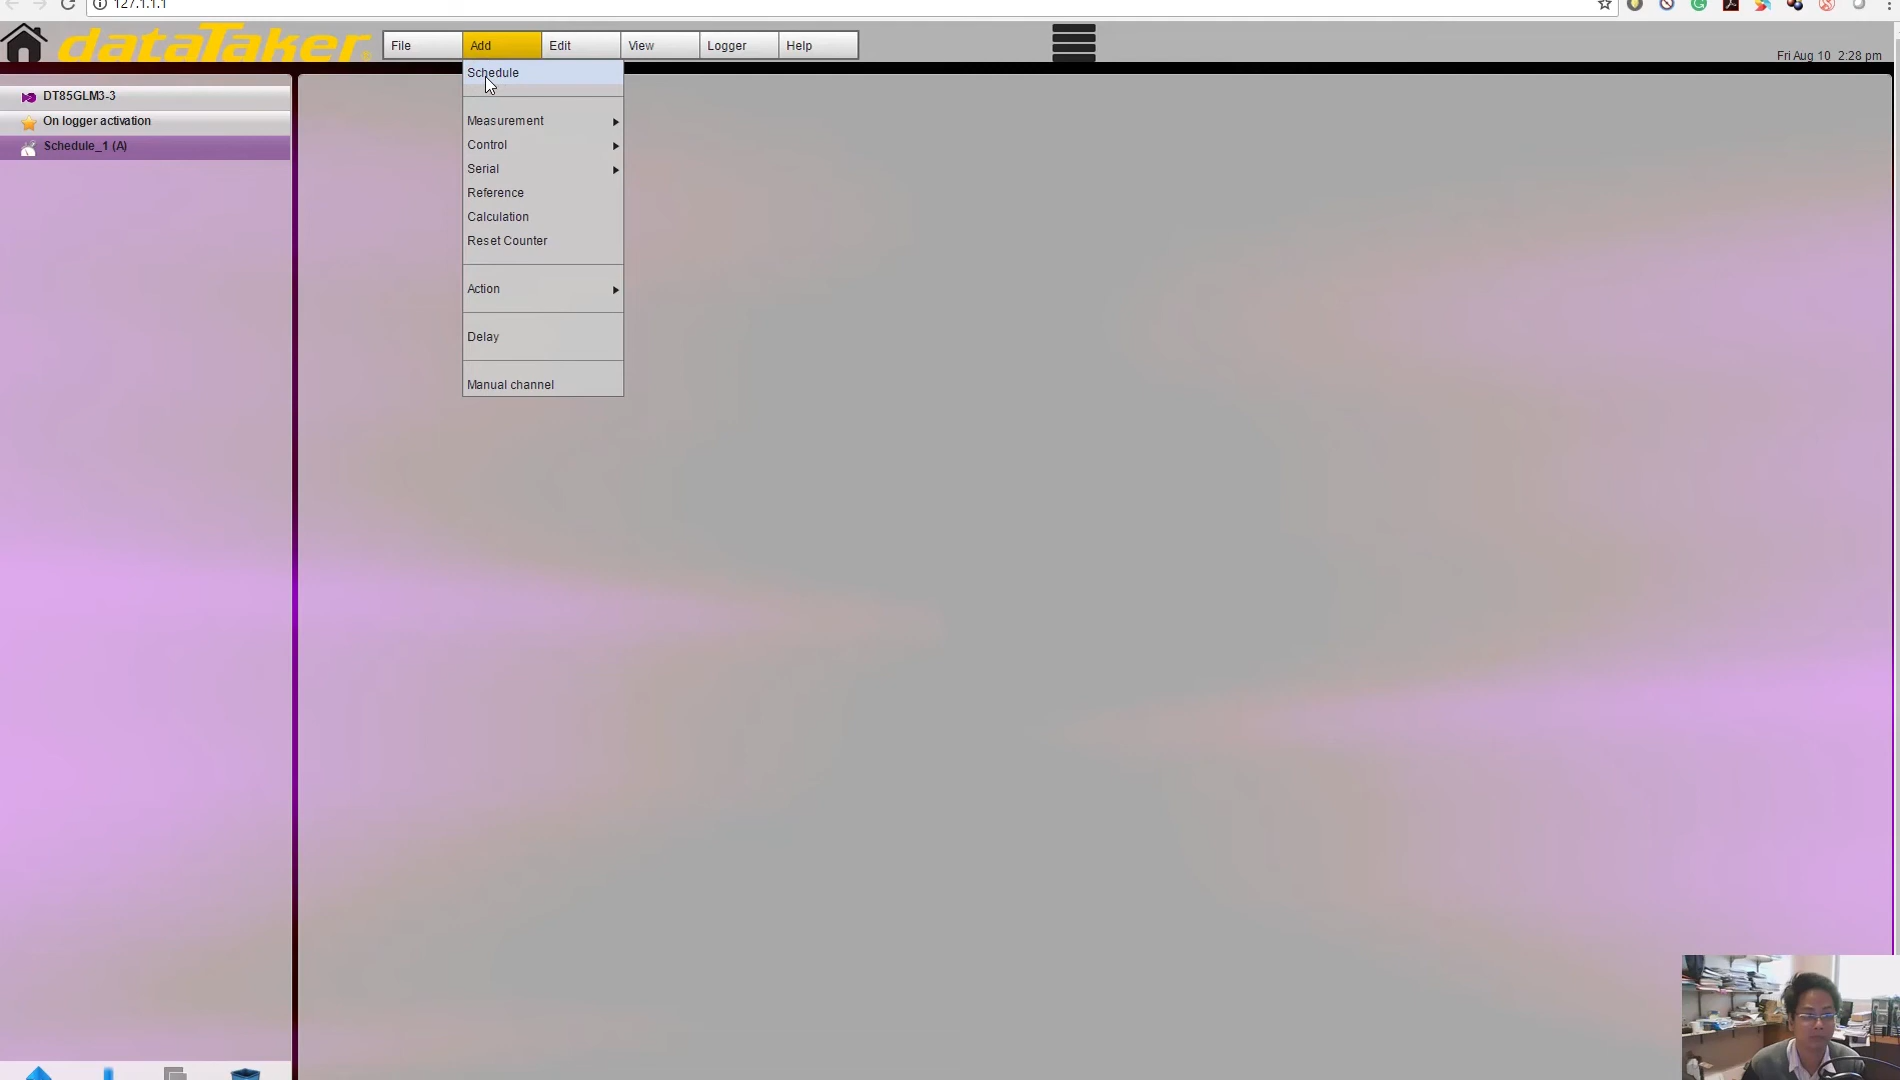 127.1.1.1
dataTaker
File Add Edit View Logger Help
Fri Aug 10 2:28 pm
DT85GLM3-3
On logger activation
Schedule_1 (A)
Schedule
Measurement
Control
Serial
Reference
Calculation
Reset Counter
Action
Delay
Manual channel